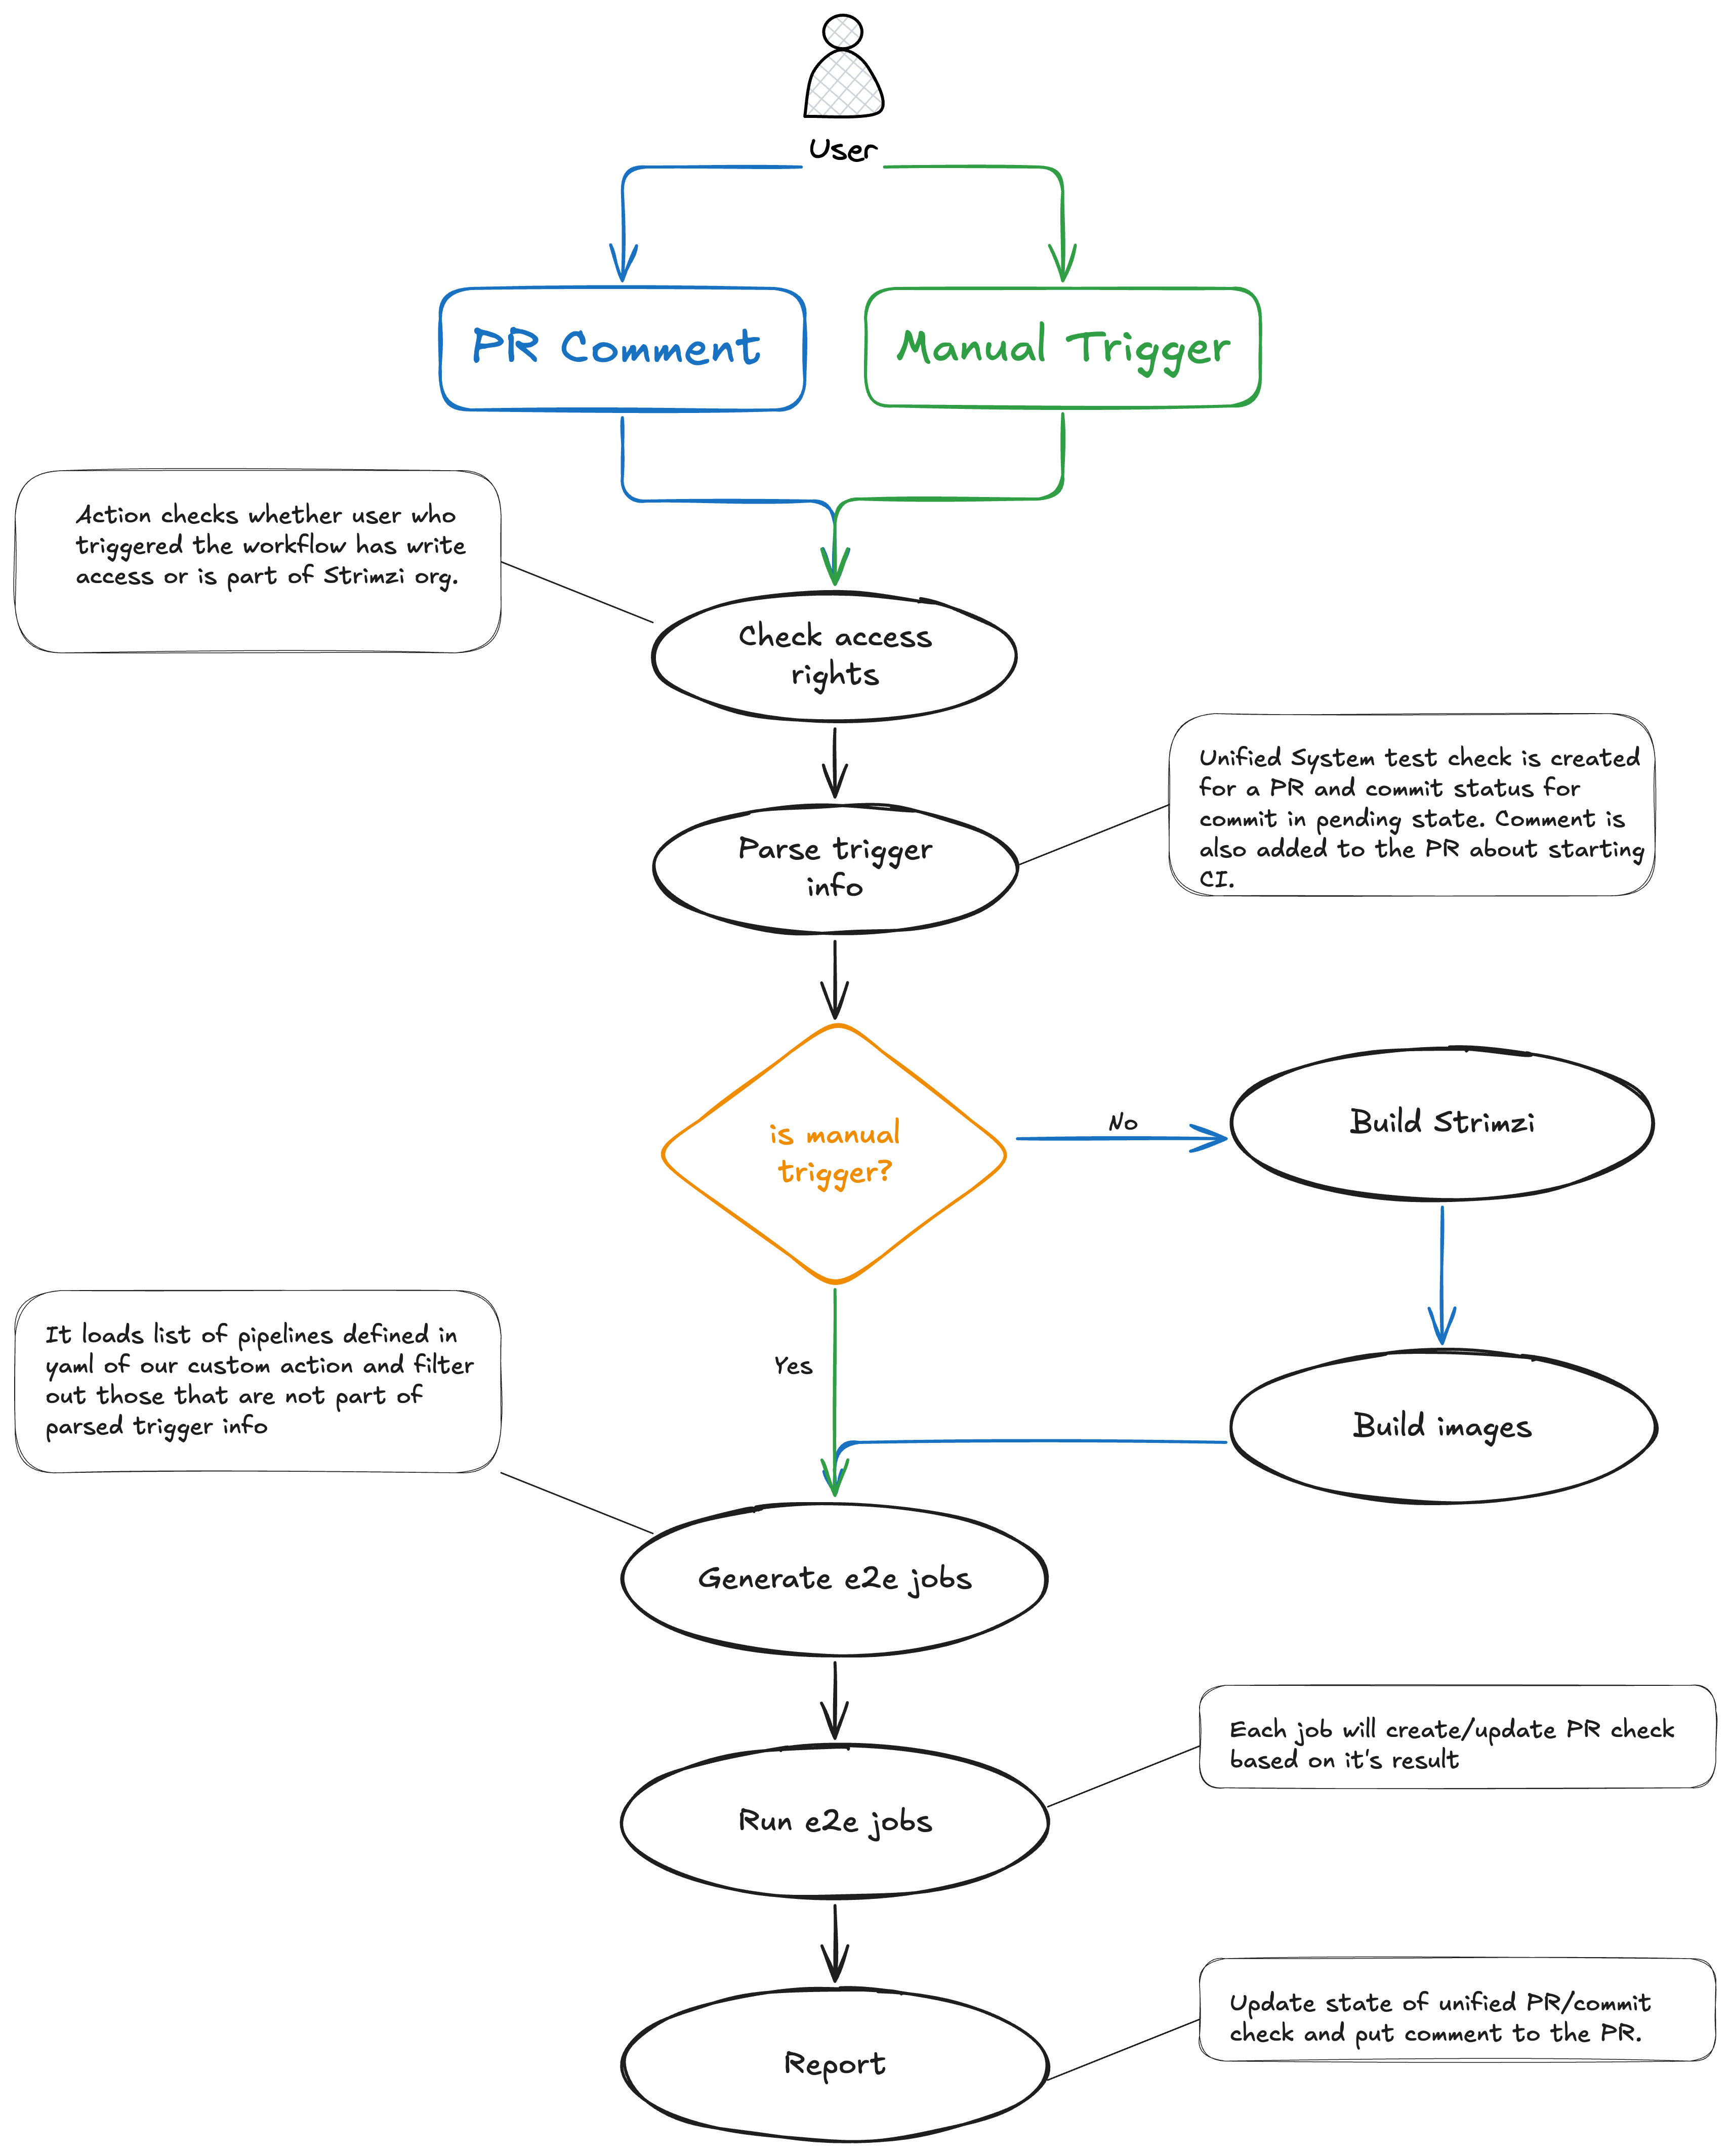 User
PR Comment
Manual Trigger
Action checks whether user who
triggered the workflow has write
access or is part of Strimzi org.
Check access
rights
Unified System test check is created
for a PR and commit status for
commit in pending state. Comment is
also added to the PR about starting
CI.
Parse trigger
info
is manual
trigger?
No
Build Strimzi
It loads list of pipelines defined in
yaml of our custom action and filter
out those that are not part of
parsed trigger info
Yes
Build images
Generate e2e jobs
Each job will create/update PR check
based on it's result
Run e2e jobs
Update state of unified PR/commit
check and put comment to the PR.
Report